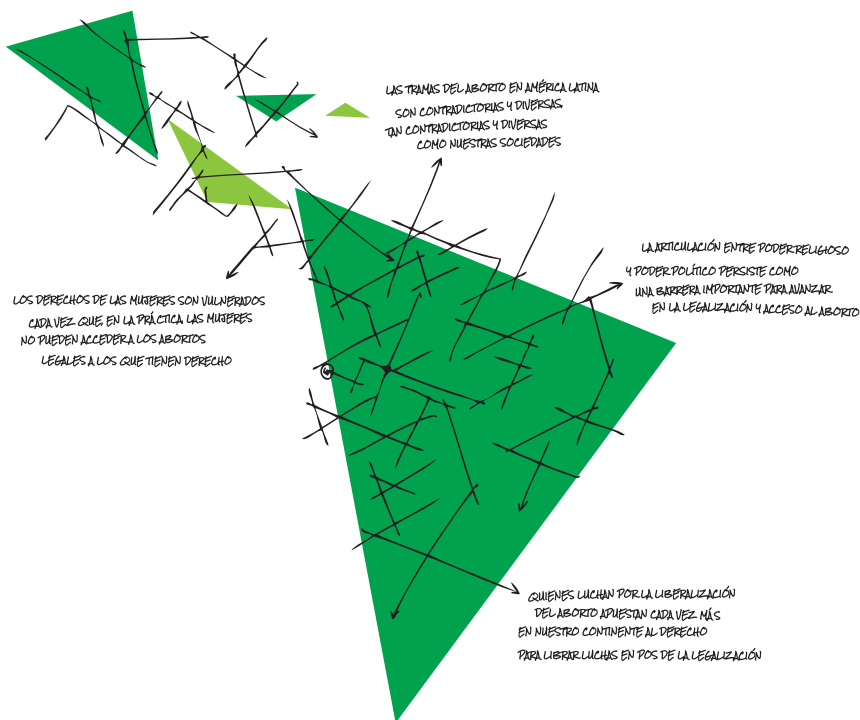 LAS TRAMAS DEL ABORTO EN AMÉRICA LATINA
SON CONTRADICTORIAS Y DIVERSAS
TAN CONTRADICTORIAS Y DIVERSAS
COMO NUESTRAS SOCIEDADES
LA ARTICULACIÓN ENTRE PODER RELIGIOSO
Y PODER POLÍTICO PERSISTE COMO
UNA BARRERA IMPORTANTE PARA AVANZAR
EN LA LEGALIZACIÓN Y ACCESO AL ABORTO
LOS DERECHOS DE LAS MUJERES SON VULNERADOS
CADA VEZ QUE EN LA PRÁCTICA LAS MUJERES
NO PUEDEN ACCEDER A LOS ABORTOS
LEGALES A LOS QUE TIENEN DERECHO
QUIENES LUCHAN POR LA LIBERALIZACIÓN
DEL ABORTO APUESTAN CADA VEZ MÁS
EN NUESTRO CONTINENTE AL DERECHO
PARA LIBRAR LUCHAS EN POS DE LA LEGALIZACIÓN